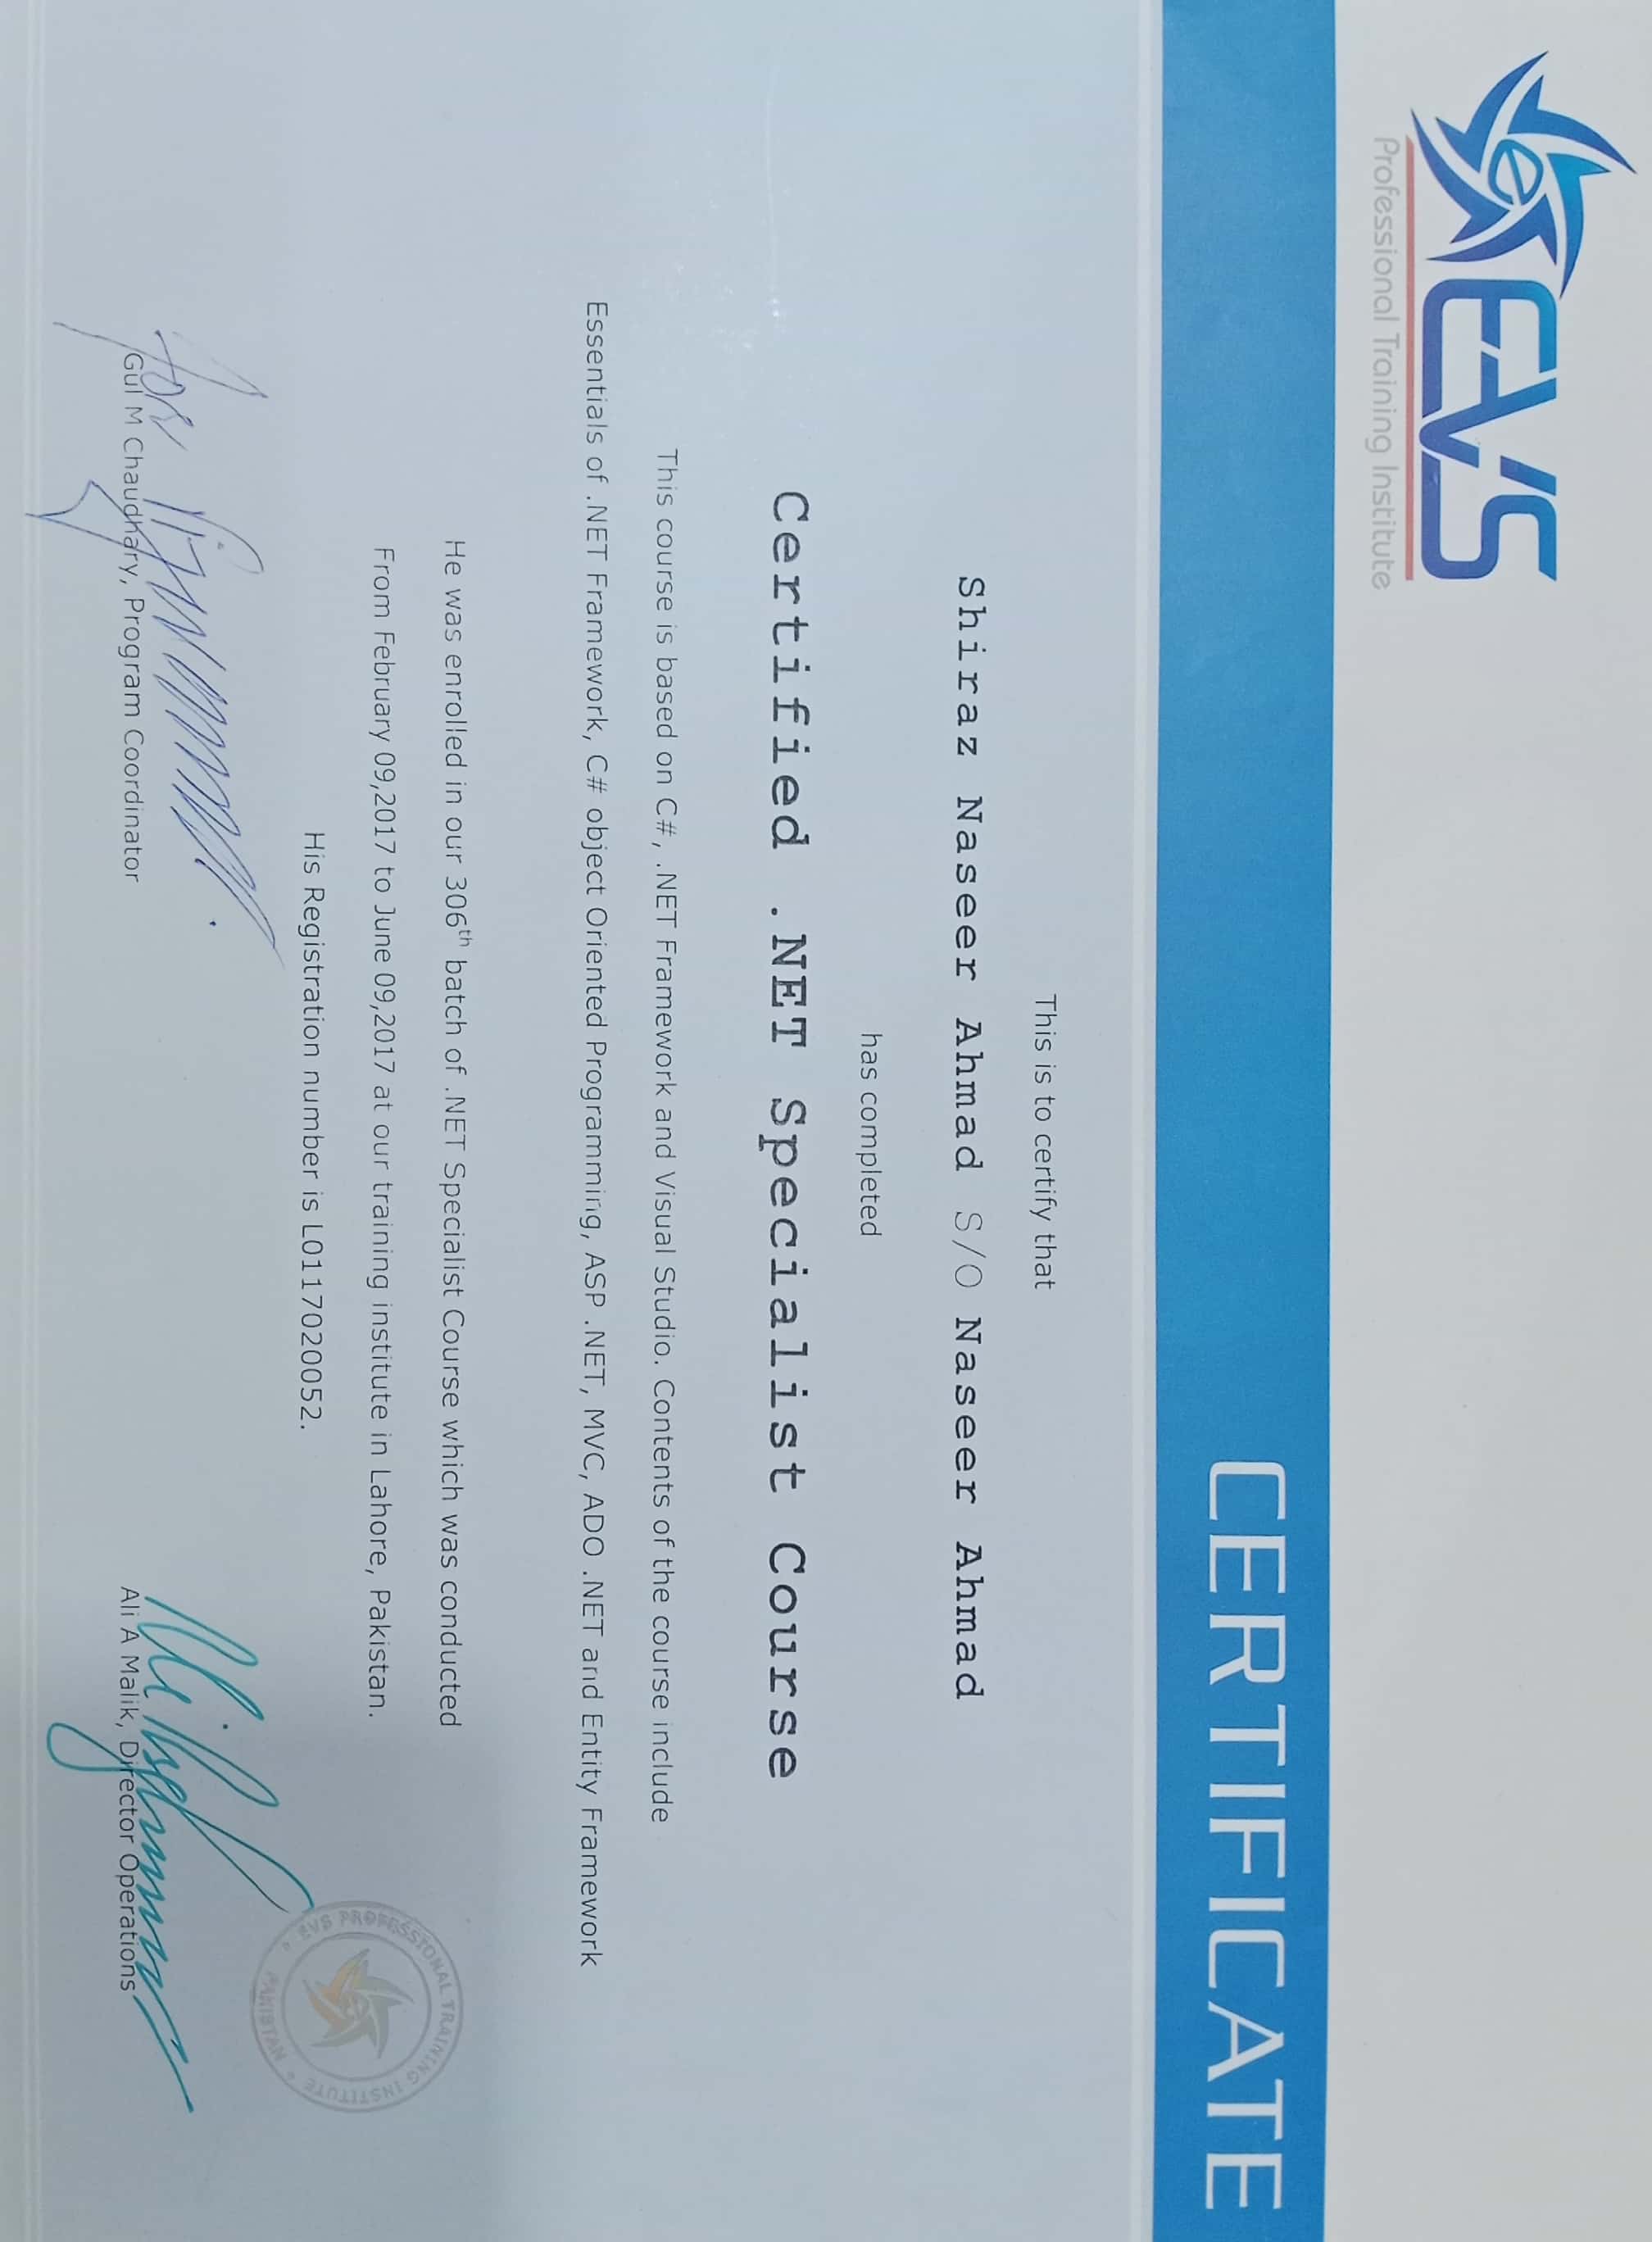 EVS
Professional Training Institute
CERTIFICATE
This is to certify that
Shiraz Naseer Ahmad S/O Naseer Ahmad
has completed
Certified .NET Specialist Course
This course is based on C#, .NET Framework and Visual Studio. Contents of the course include
Essentials of .NET Framework, C# object Oriented Programming, ASP .NET, MVC, ADO .NET and Entity Framework
He was enrolled in our 306th batch of .NET Specialist Course which was conducted
From February 09,2017 to June 09,2017 at our training institute in Lahore, Pakistan.
His Registration number is L0117020052.
EVS PROFESSIONAL TRAINING INSTITUTE
PAKISTAN
Gul M Chaudhary, Program Coordinator
Ali A Malik, Director Operations